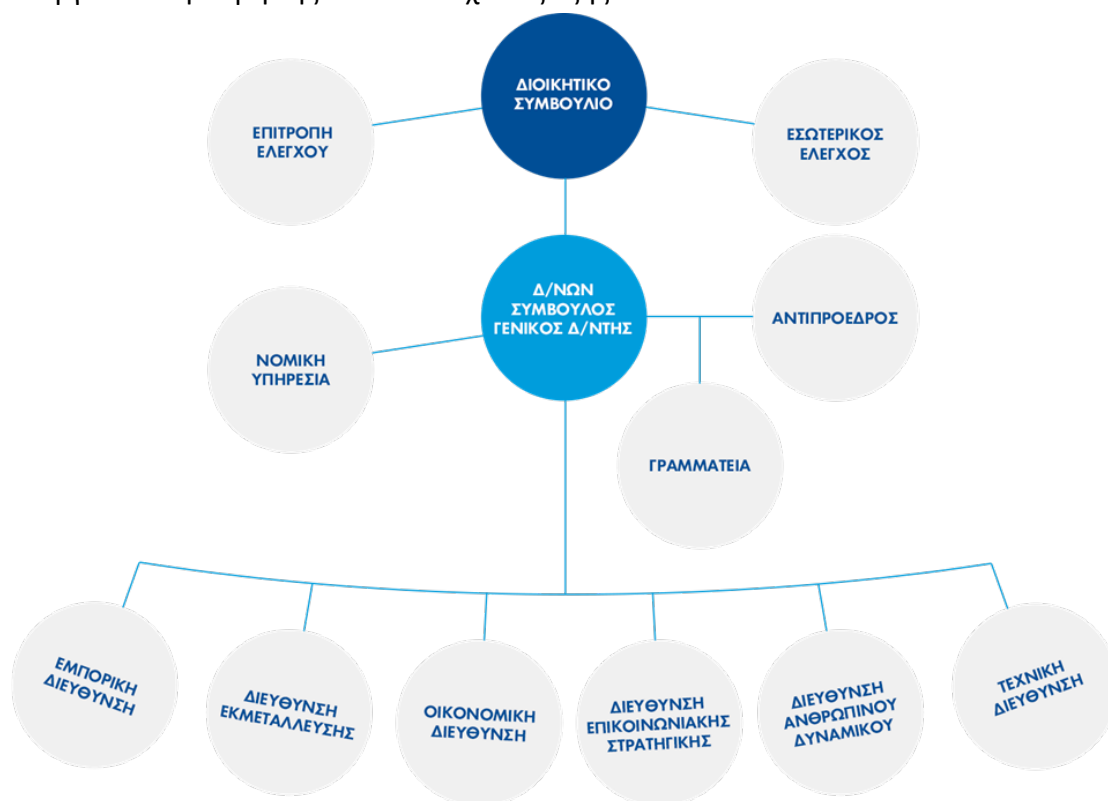 ΔΙΟΙΚΗΤΙΚΟ
ΣΥΜΒΟΥΛΙΟ
ΕΠΙΤΡΟΠΗ
ΕΛΕΓΧΟΥ
ΕΣΩΤΕΡΙΚΟΣ
ΕΛΕΓΧΟΣ
Δ/ΝΩΝ
ΣΥΜΒΟΥΛΟΣ
ΓΕΝΙΚΟΣ Δ/ΝΤΗΣ
ΑΝΤΙΠΡΟΕΔΡΟΣ
ΝΟΜΙΚΗ
ΥΠΗΡΕΣΙΑ
ΓΡΑΜΜΑΤΕΙΑ
ΕΜΠΟΡΙΚΗ
ΔΙΕΥΘΥΝΣΗ
ΔΙΕΥΘΥΝΣΗ
ΕΚΜΕΤΑΛΛΕΥΣΗΣ
ΟΙΚΟΝΟΜΙΚΗ
ΔΙΕΥΘΥΝΣΗ
ΔΙΕΥΘΥΝΣΗ
ΕΠΙΚΟΙΝΩΝΙΑΚΗΣ
ΣΤΡΑΤΗΓΙΚΗΣ
ΔΙΕΥΘΥΝΣΗ
ΑΝΘΡΩΠΙΝΟΥ
ΔΥΝΑΜΙΚΟΥ
ΤΕΧΝΙΚΗ
ΔΙΕΥΘΥΝΣΗ